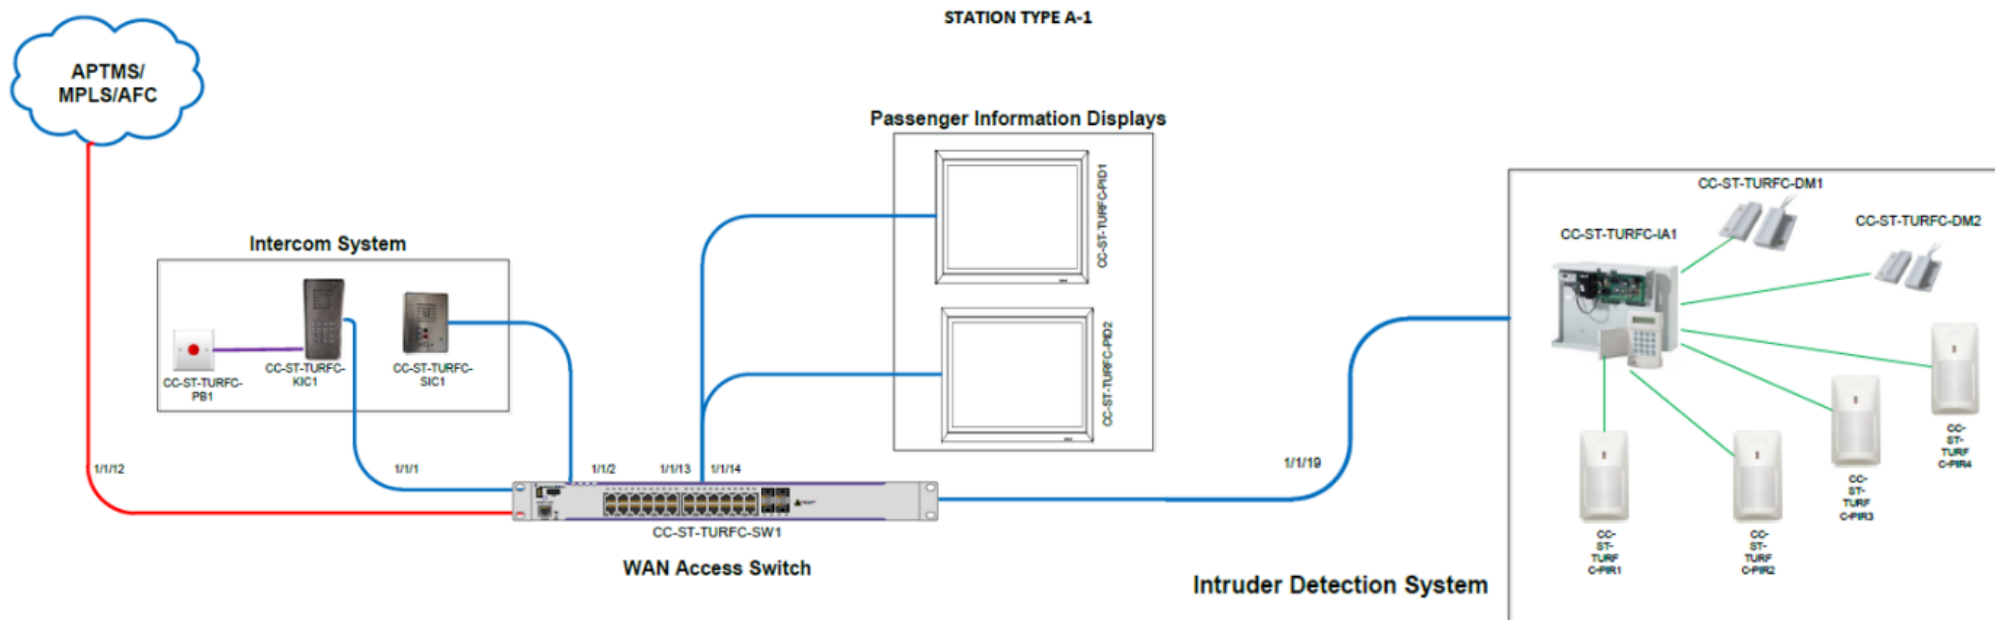 STATION TYPE A-1
APTMS/
MPLS/AFC
Passenger Information Displays
CC-ST-TURFC-PID1
CC-ST-TURFC-PID2
Intercom System
CC-ST-TURFC-
PB1
CC-ST-TURFC-
KIC1
CC-ST-TURFC-
SIC1
1/1/12
1/1/1
1/1/2
1/1/13
1/1/14
1/1/19
CC-ST-TURFC-SW1
WAN Access Switch
Intruder Detection System
CC-ST-TURFC-DM1
CC-ST-TURFC-DM2
CC-ST-TURFC-IA1
CC-
ST-
TURF
C-PIR1
CC-
ST-
TURF
C-PIR2
CC-
ST-
TURF
C-PIR3
CC-
ST-
TURF
C-PIR4